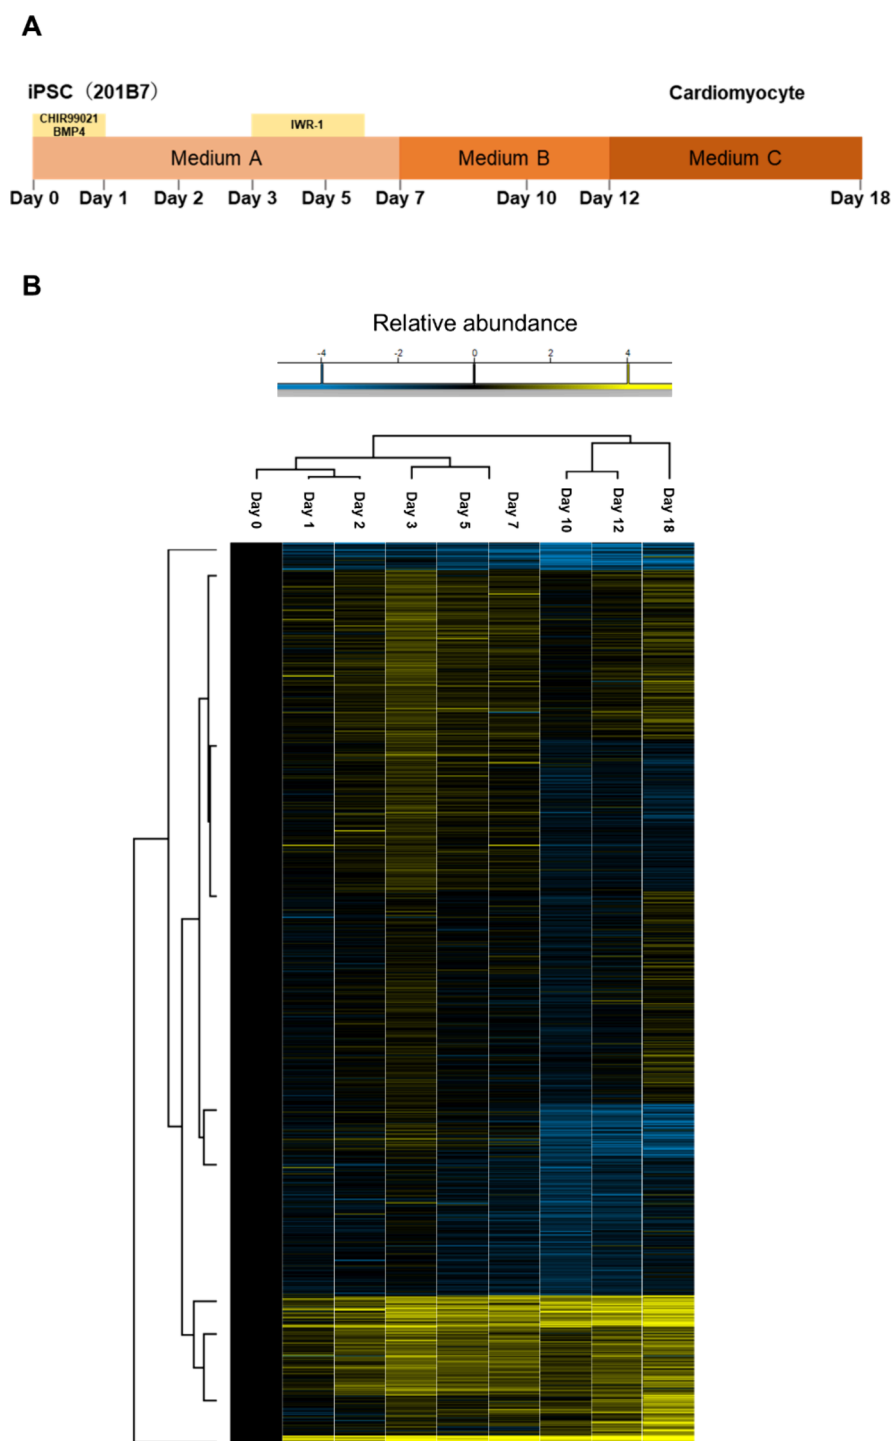 A
iPSC（201B7） Cardiomyocyte
CHIR99021
BMP4
IWR-1
Medium A Medium B Medium C
Day 0 Day 1 Day 2 Day 3 Day 5 Day 7 Day 10 Day 12 Day 18
B
Relative abundance
-4 -2 0 2 4
Day 0 Day 1 Day 2 Day 3 Day 5 Day 7 Day 10 Day 12 Day 18